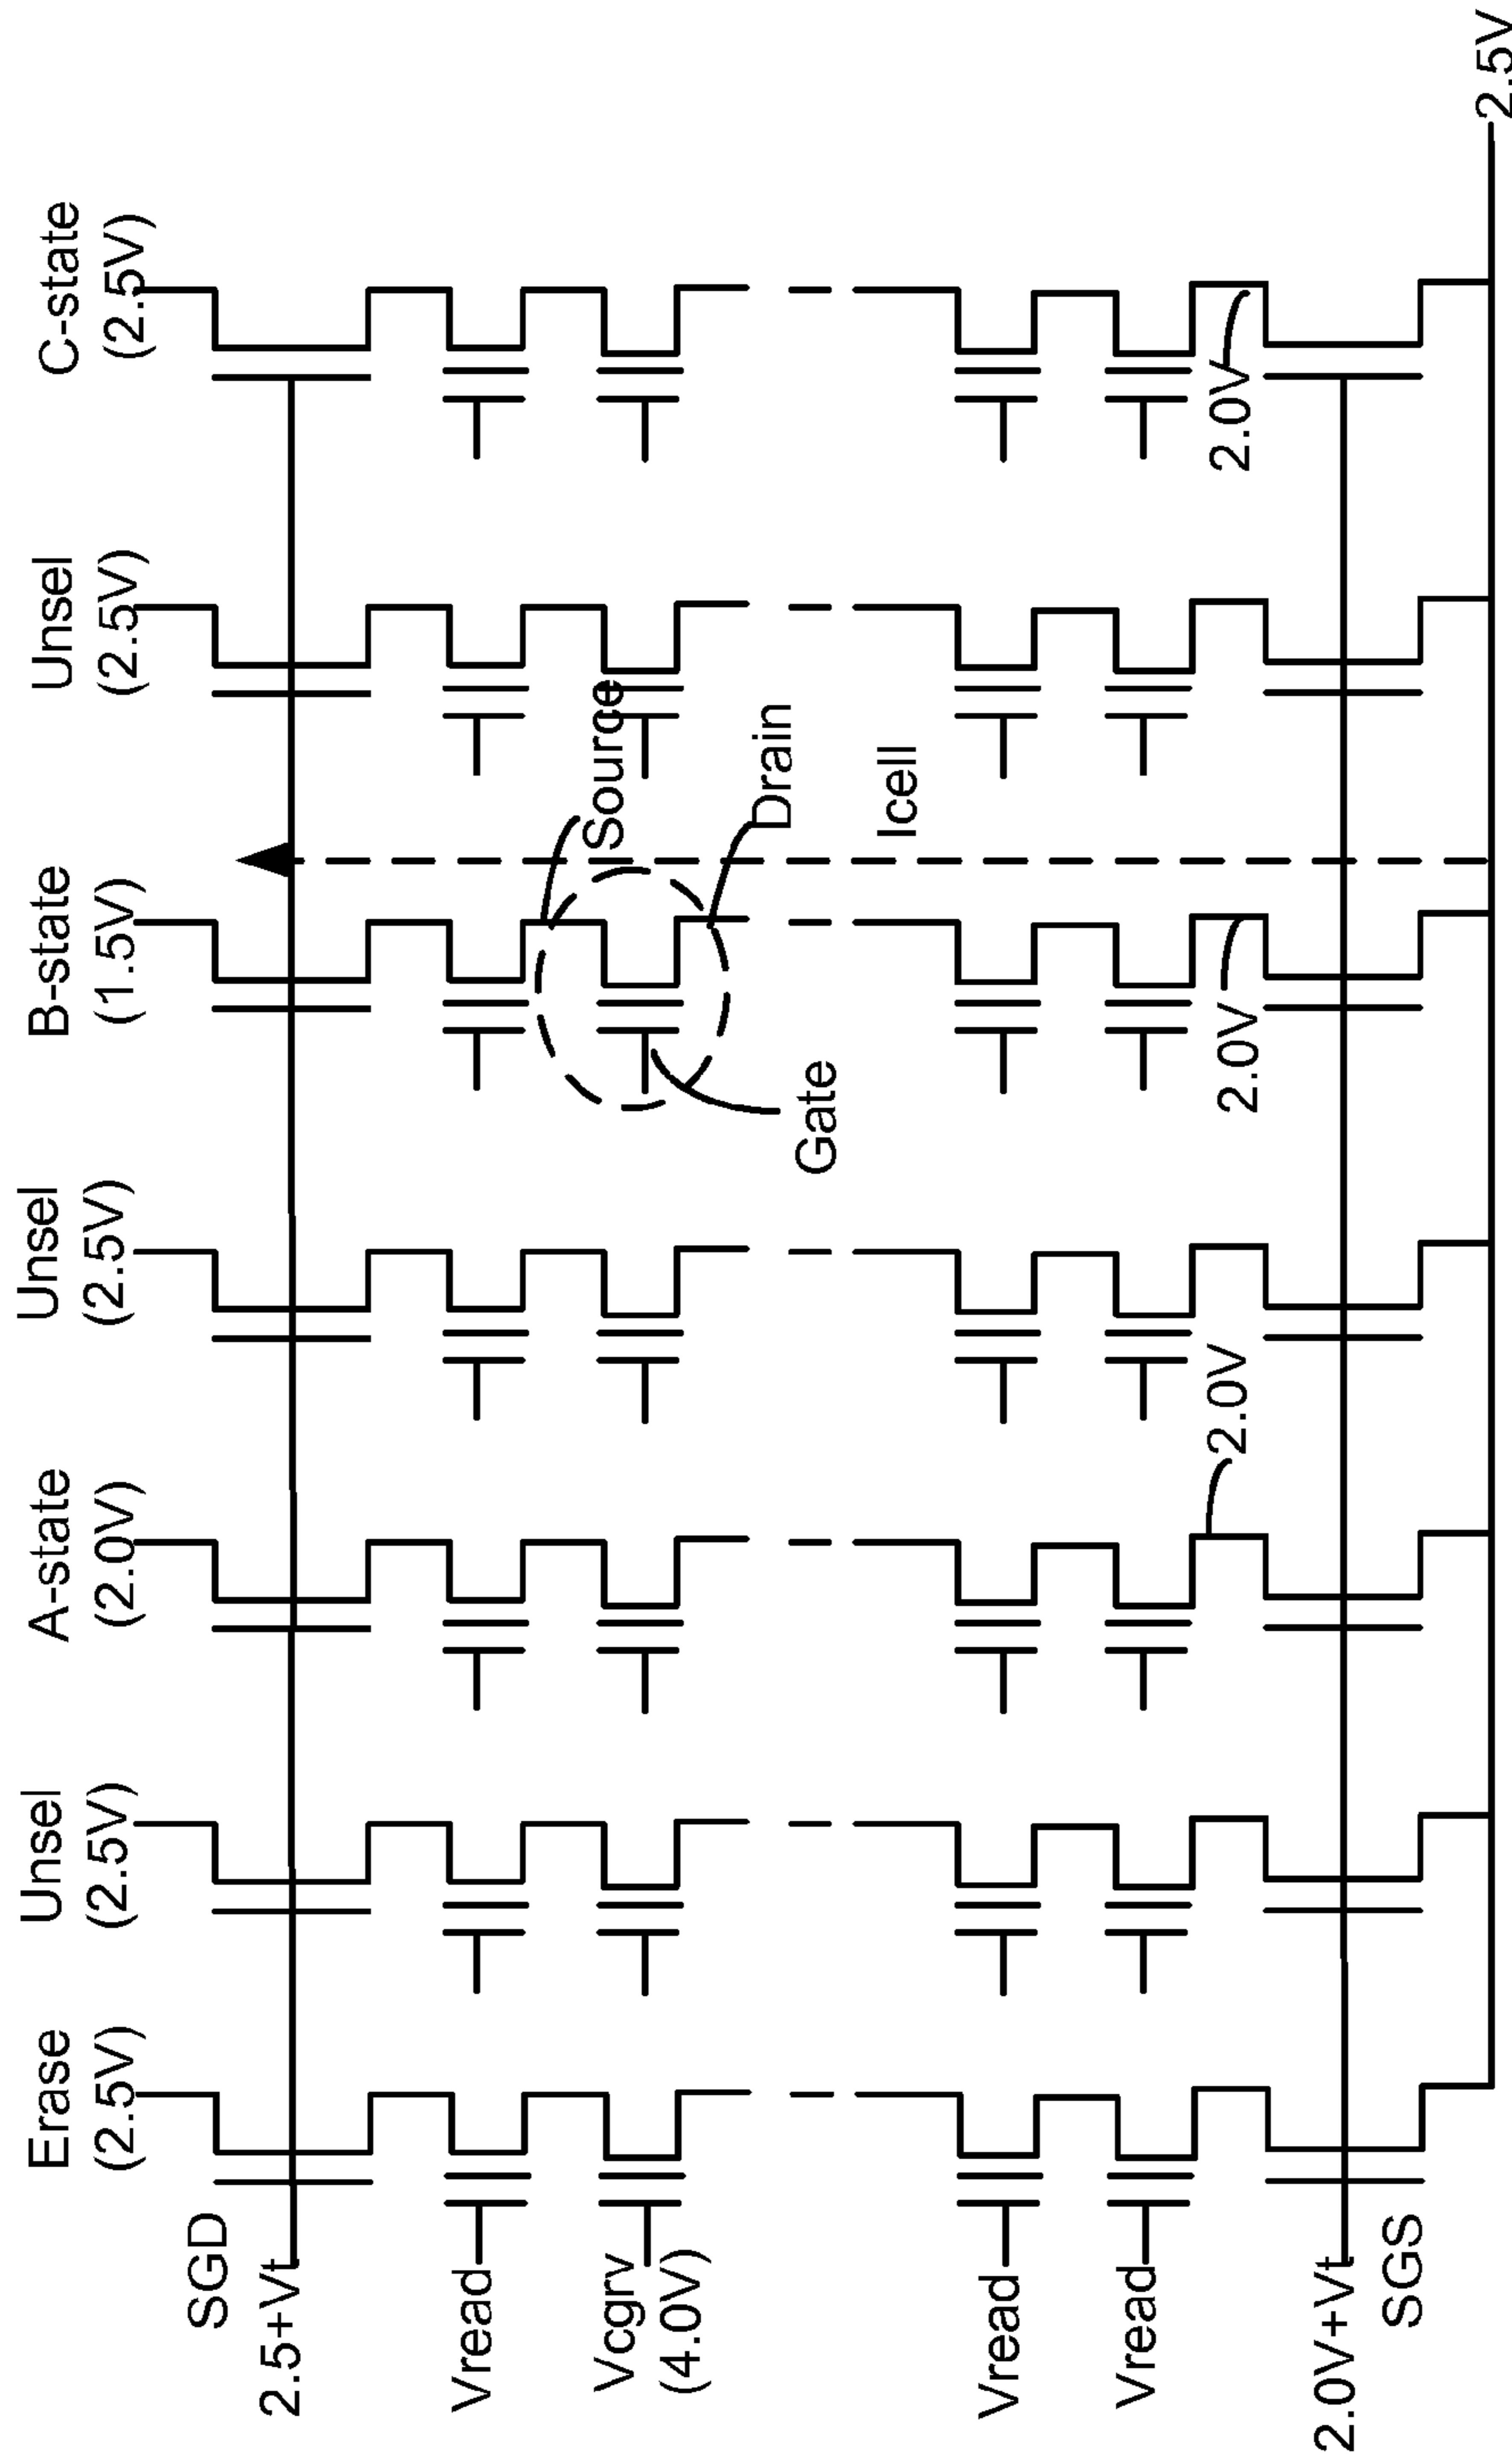 Erase
(2.5V)
Unsel
(2.5V)
A-state
(2.0V)
Unsel
(2.5V)
B-state
(1.5V)
Unsel
(2.5V)
C-state
(2.5V)
SGD
2.5+Vt
Vread
Vcgrv
(4.0V)
Source
Drain
Gate
Icell
Vread
Vread
2.0V
2.0V
2.0V
2.0V+Vt
SGS
2.5V